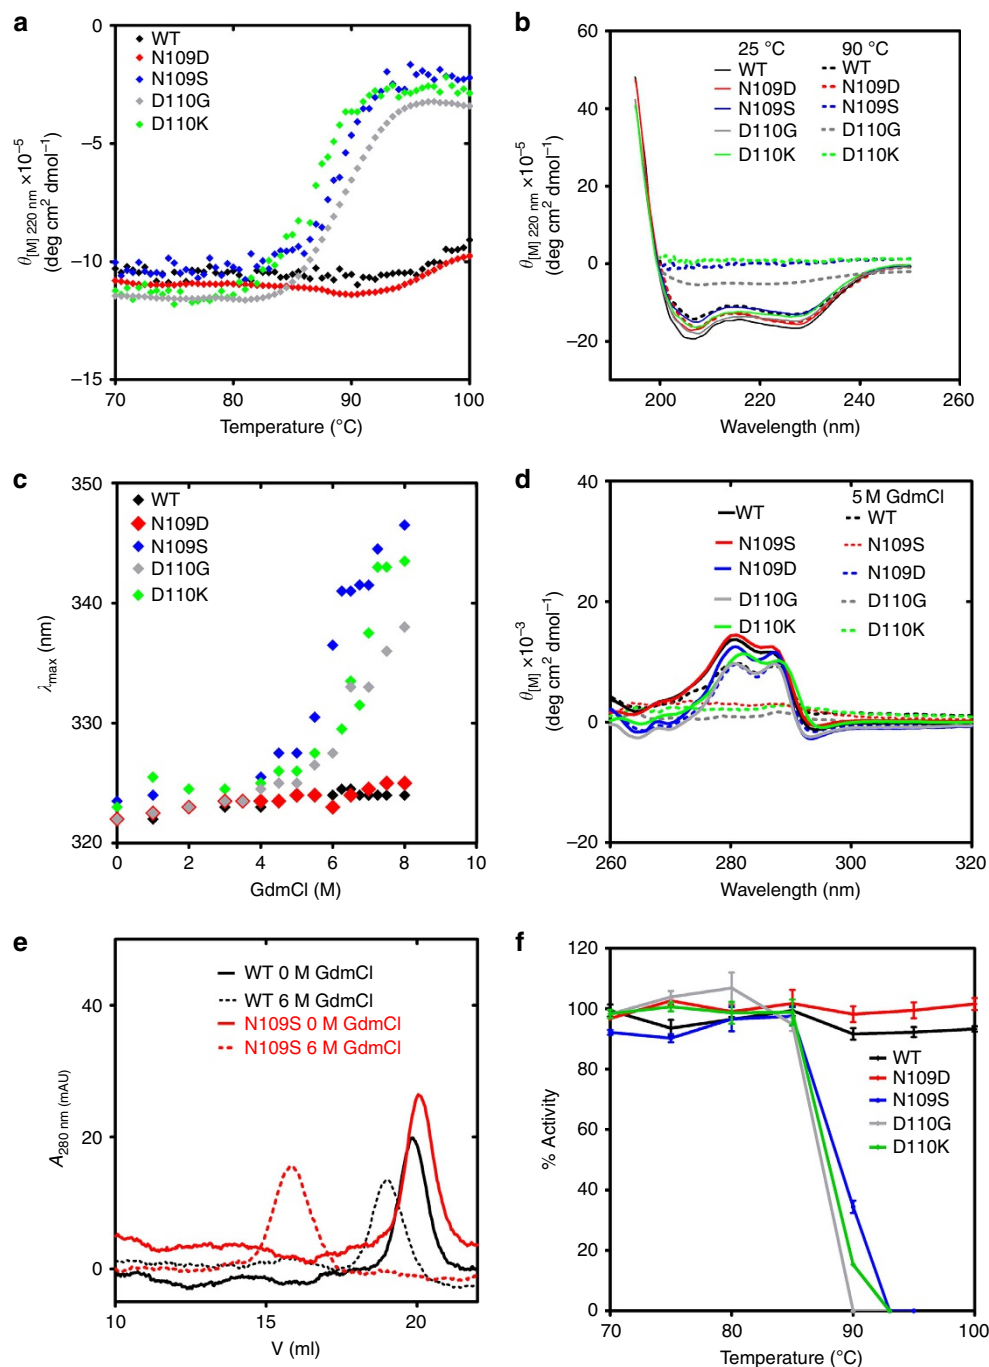 a
WT
N109D
N109S
D110G
D110K
0
−5
−10
−15
θ[M] 220 nm ×10⁻⁵
(deg cm² dmol⁻¹)
70
80
90
100
Temperature (°C)
b
25 °C
90 °C
WT
WT
N109D
N109D
N109S
N109S
D110G
D110G
D110K
D110K
60
40
20
0
−20
θ[M] 220 nm ×10⁻⁵
(deg cm² dmol⁻¹)
200
220
240
260
Wavelength (nm)
c
WT
N109D
N109S
D110G
D110K
350
340
330
320
λmax (nm)
0
2
4
6
8
10
GdmCl (M)
d
5 M GdmCl
WT
WT
N109S
N109S
N109D
N109D
D110G
D110G
D110K
D110K
40
20
0
−20
θ[M] ×10⁻³
(deg cm² dmol⁻¹)
260
280
300
320
Wavelength (nm)
e
WT 0 M GdmCl
WT 6 M GdmCl
N109S 0 M GdmCl
N109S 6 M GdmCl
40
20
0
A280 nm (mAU)
10
15
20
V (ml)
f
120
100
80
60
40
20
0
% Activity
WT
N109D
N109S
D110G
D110K
70
80
90
100
Temperature (°C)